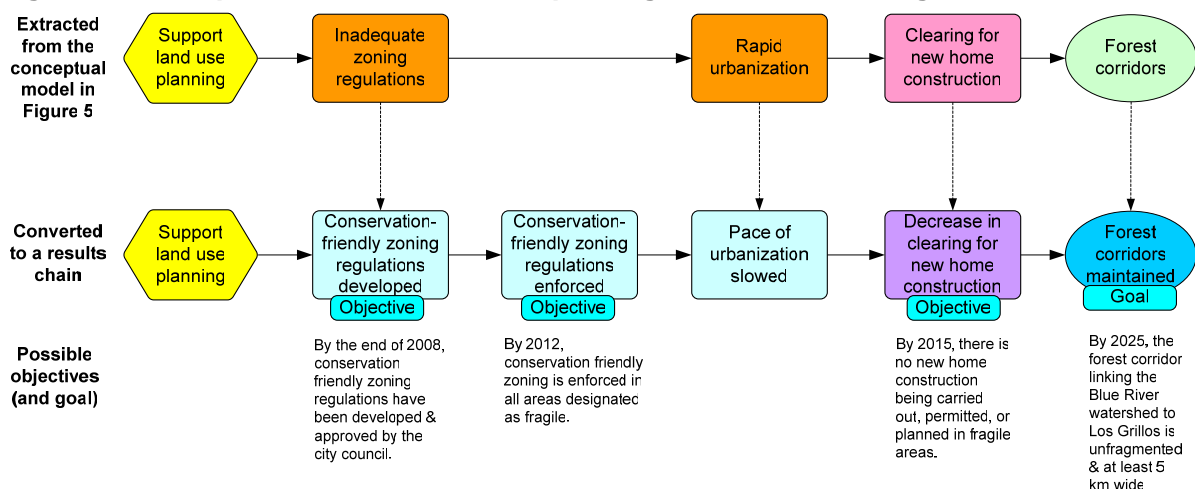 Extracted
from the
conceptual
model in
Figure 5
Support
land use
planning
Inadequate
zoning
regulations
Rapid
urbanization
Clearing for
new home
construction
Forest
corridors
Converted
to a results
chain
Support
land use
planning
Conservation-
friendly zoning
regulations
developed
Objective
Conservation-
friendly zoning
regulations
enforced
Objective
Pace of
urbanization
slowed
Decrease in
clearing for
new home
construction
Objective
Forest
corridors
maintained
Goal
Possible
objectives
(and goal)
By the end of 2008,
conservation
friendly zoning
regulations have
been developed &
approved by the
city council.
By 2012,
conservation friendly
zoning is enforced in
all areas designated
as fragile.
By 2015, there is
no new home
construction
being carried
out, permitted, or
planned in fragile
areas.
By 2025, the
forest corridor
linking the
Blue River
watershed to
Los Grillos is
unfragmented
& at least 5
km wide